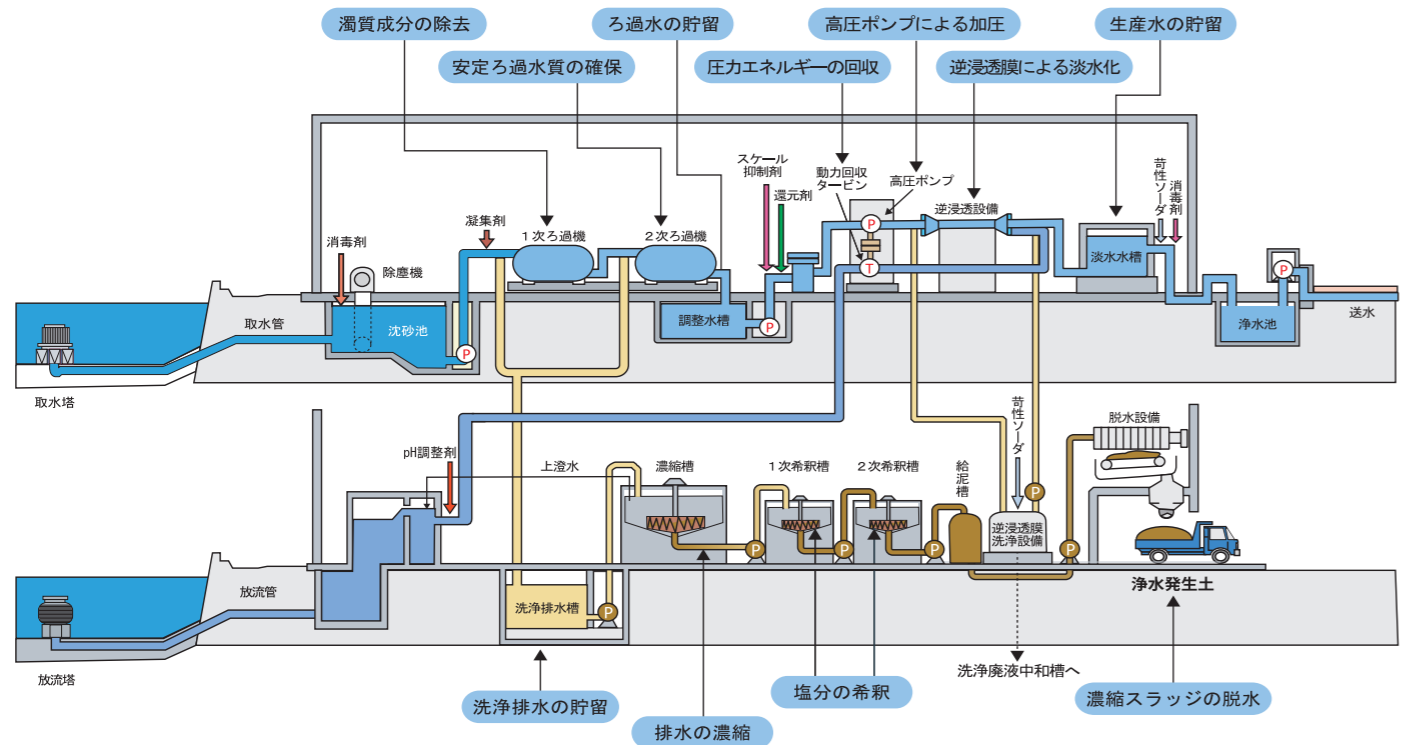 濁質成分の除去
ろ過水の貯留
高圧ポンプによる加圧
生産水の貯留
安定ろ過水質の確保
圧力エネルギーの回収
逆浸透膜による淡水化
スケール
抑制剤
還元剤
動力回収
タービン
高圧ポンプ
逆浸透設備
苛性ソーダ
消毒剤
凝集剤
1次ろ過機
2次ろ過機
消毒剤
除塵機
淡水水槽
P
T
P
取水管
沈砂池
P
調整水槽
P
浄水池
送水
取水塔
苛性ソーダ
脱水設備
pH調整剤
上澄水
濃縮槽
1次希釈槽
2次希釈槽
給泥槽
P
逆浸透膜
洗浄設備
P
P
P
P
浄水発生土
放流管
洗浄排水槽
P
放流塔
洗浄廃液中和槽へ
洗浄排水の貯留
塩分の希釈
濃縮スラッジの脱水
排水の濃縮